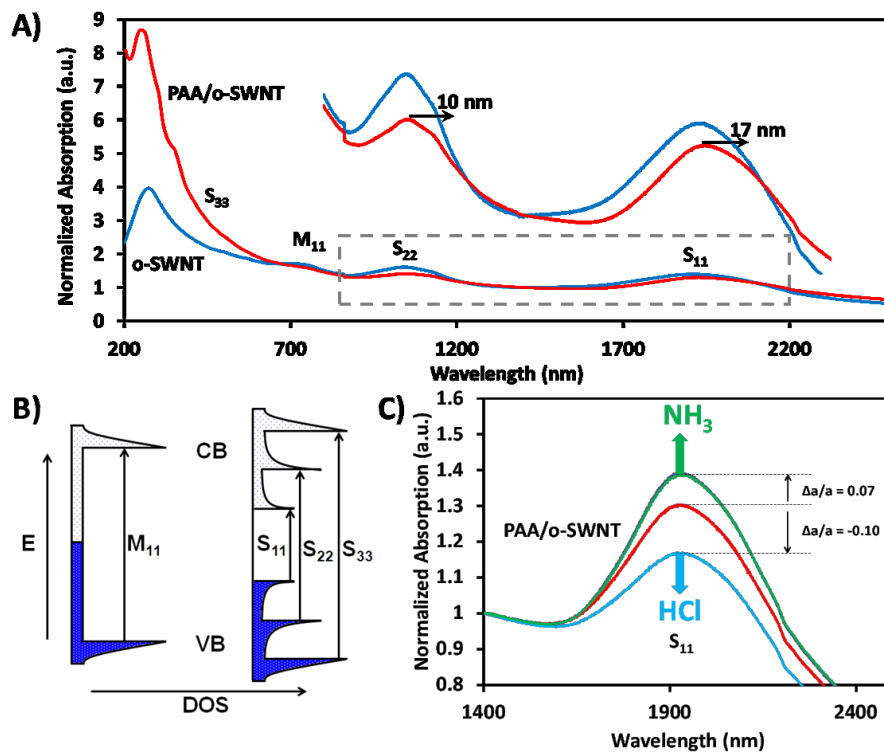 A)
Normalized Absorption (a.u.)
9
8
7
6
5
4
3
2
1
0
PAA/o-SWNT
S33
o-SWNT
M11
S22
S11
10 nm
17 nm
200 700 1200 1700 2200
Wavelength (nm)
B)
E
M11
CB
VB
S11
S22
S33
DOS
C)
Normalized Absorption (a.u.)
1.6
1.5
1.4
1.3
1.2
1.1
1
0.9
0.8
NH3
Δa/a = 0.07
PAA/o-SWNT
Δa/a = -0.10
HCl
S11
1400 1900 2400
Wavelength (nm)